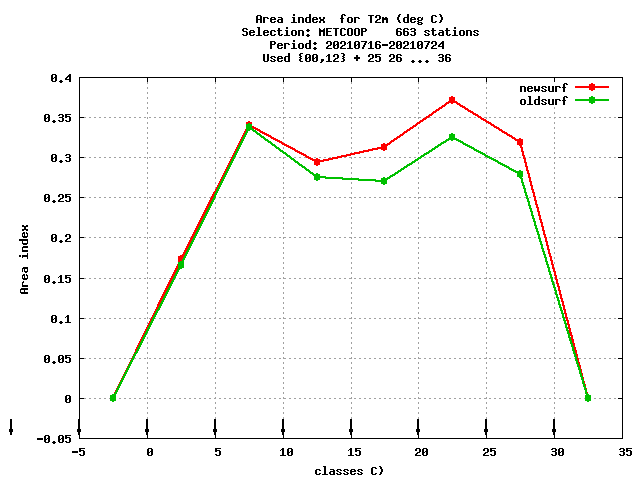 Area index  for T2m (deg C)
Selection: METCOOP    663 stations
Period: 20210716-20210724
Used {00,12} + 25 26 ... 36
newsurf
oldsurf
0.4
0.35
0.3
0.25
0.2
0.15
0.1
0.05
0
-0.05
Area index
-5 0 5 10 15 20 25 30 35
classes C)